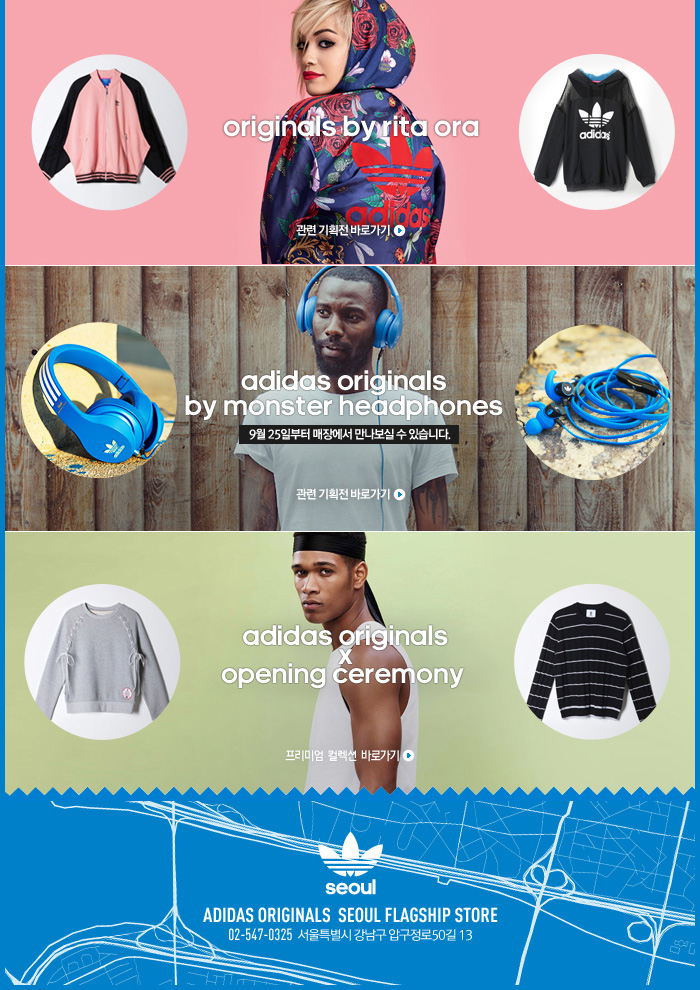 originals by rita ora
adidas
adidas
관련 기획전 바로가기
adidas originals
by monster headphones
9월 25일부터 매장에서 만나보실 수 있습니다.
adidas
관련 기획전 바로가기
adidas originals
x
opening ceremony
프리미엄 컬렉션 바로가기
seoul
ADIDAS ORIGINALS SEOUL FLAGSHIP STORE
02-547-0325 서울특별시 강남구 압구정로50길 13